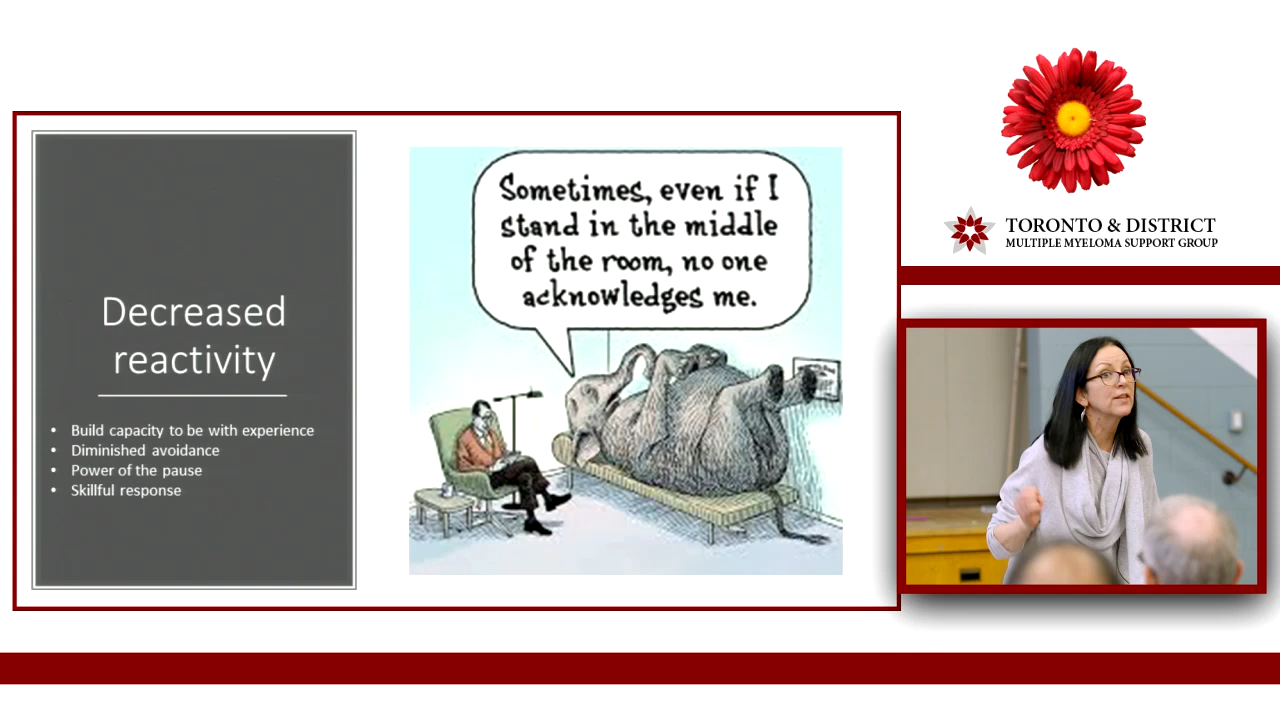 Decreased
reactivity
• Build capacity to be with experience
• Diminished avoidance
• Power of the pause
• Skillful response
Sometimes, even if I
stand in the middle
of the room, no one
acknowledges me.
TORONTO & DISTRICT
MULTIPLE MYELOMA SUPPORT GROUP